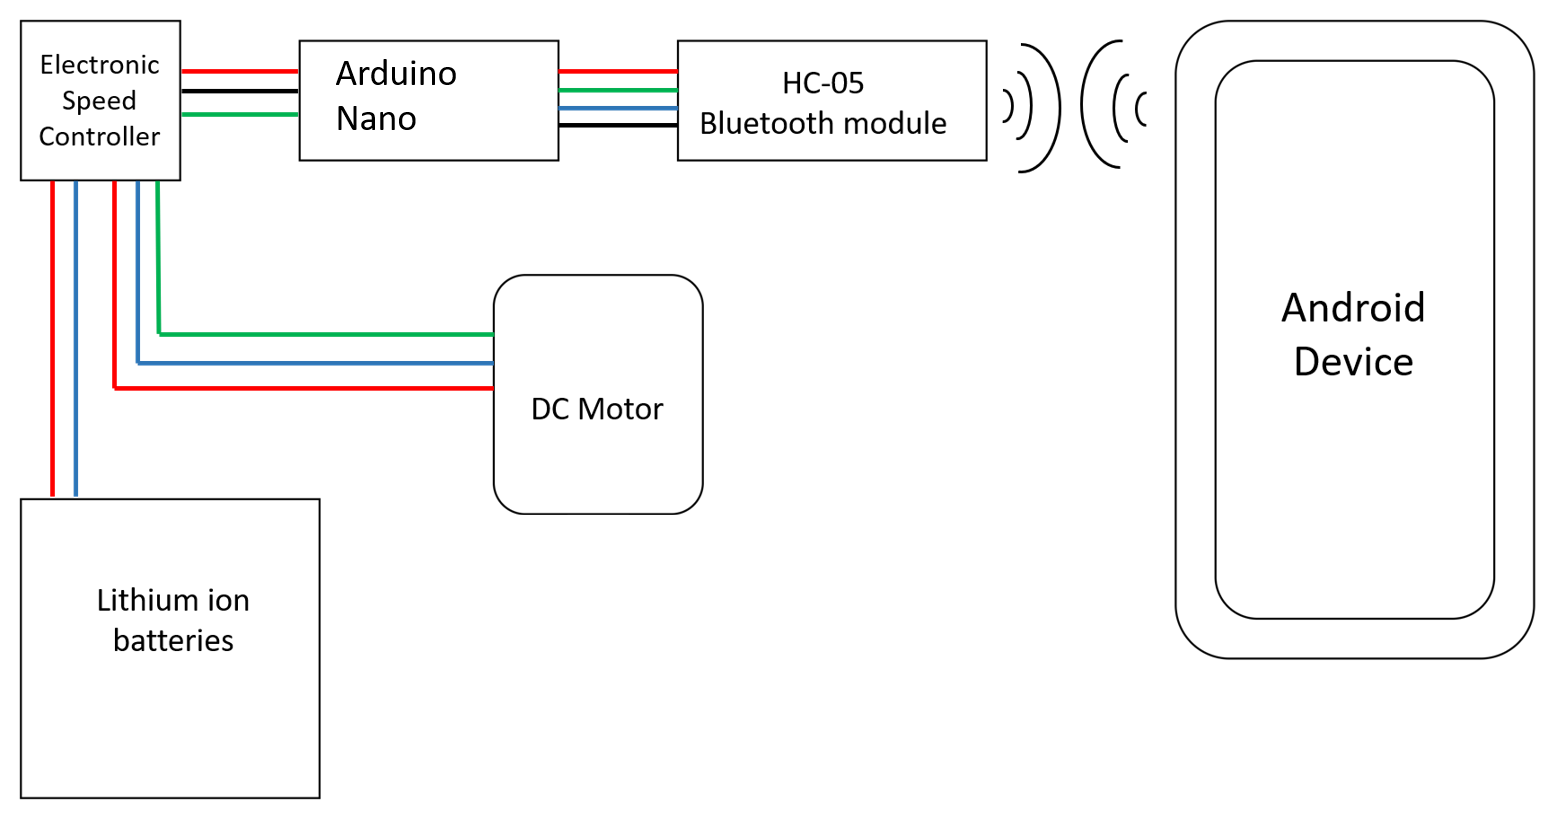 Electronic
Speed
Controller
Arduino
Nano
HC-05
Bluetooth module
Android
Device
DC Motor
Lithium ion
batteries